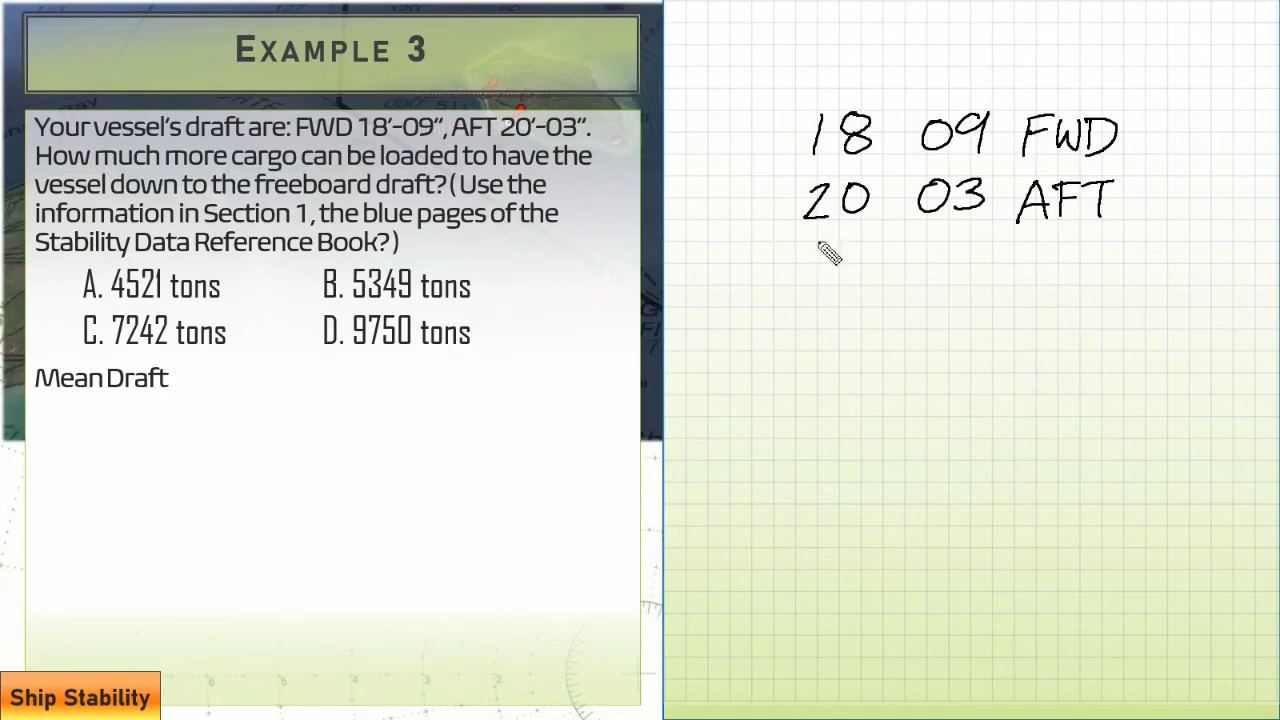 EXAMPLE 3
Your vessel's draft are: FWD 18'-09", AFT 20'-03".
How much more cargo can be loaded to have the
vessel down to the freeboard draft? ( Use the
information in Section 1, the blue pages of the
Stability Data Reference Book? )
A. 4521 tons B. 5349 tons
C. 7242 tons D. 9750 tons
Mean Draft
Ship Stability
18 09 FWD
20 03 AFT